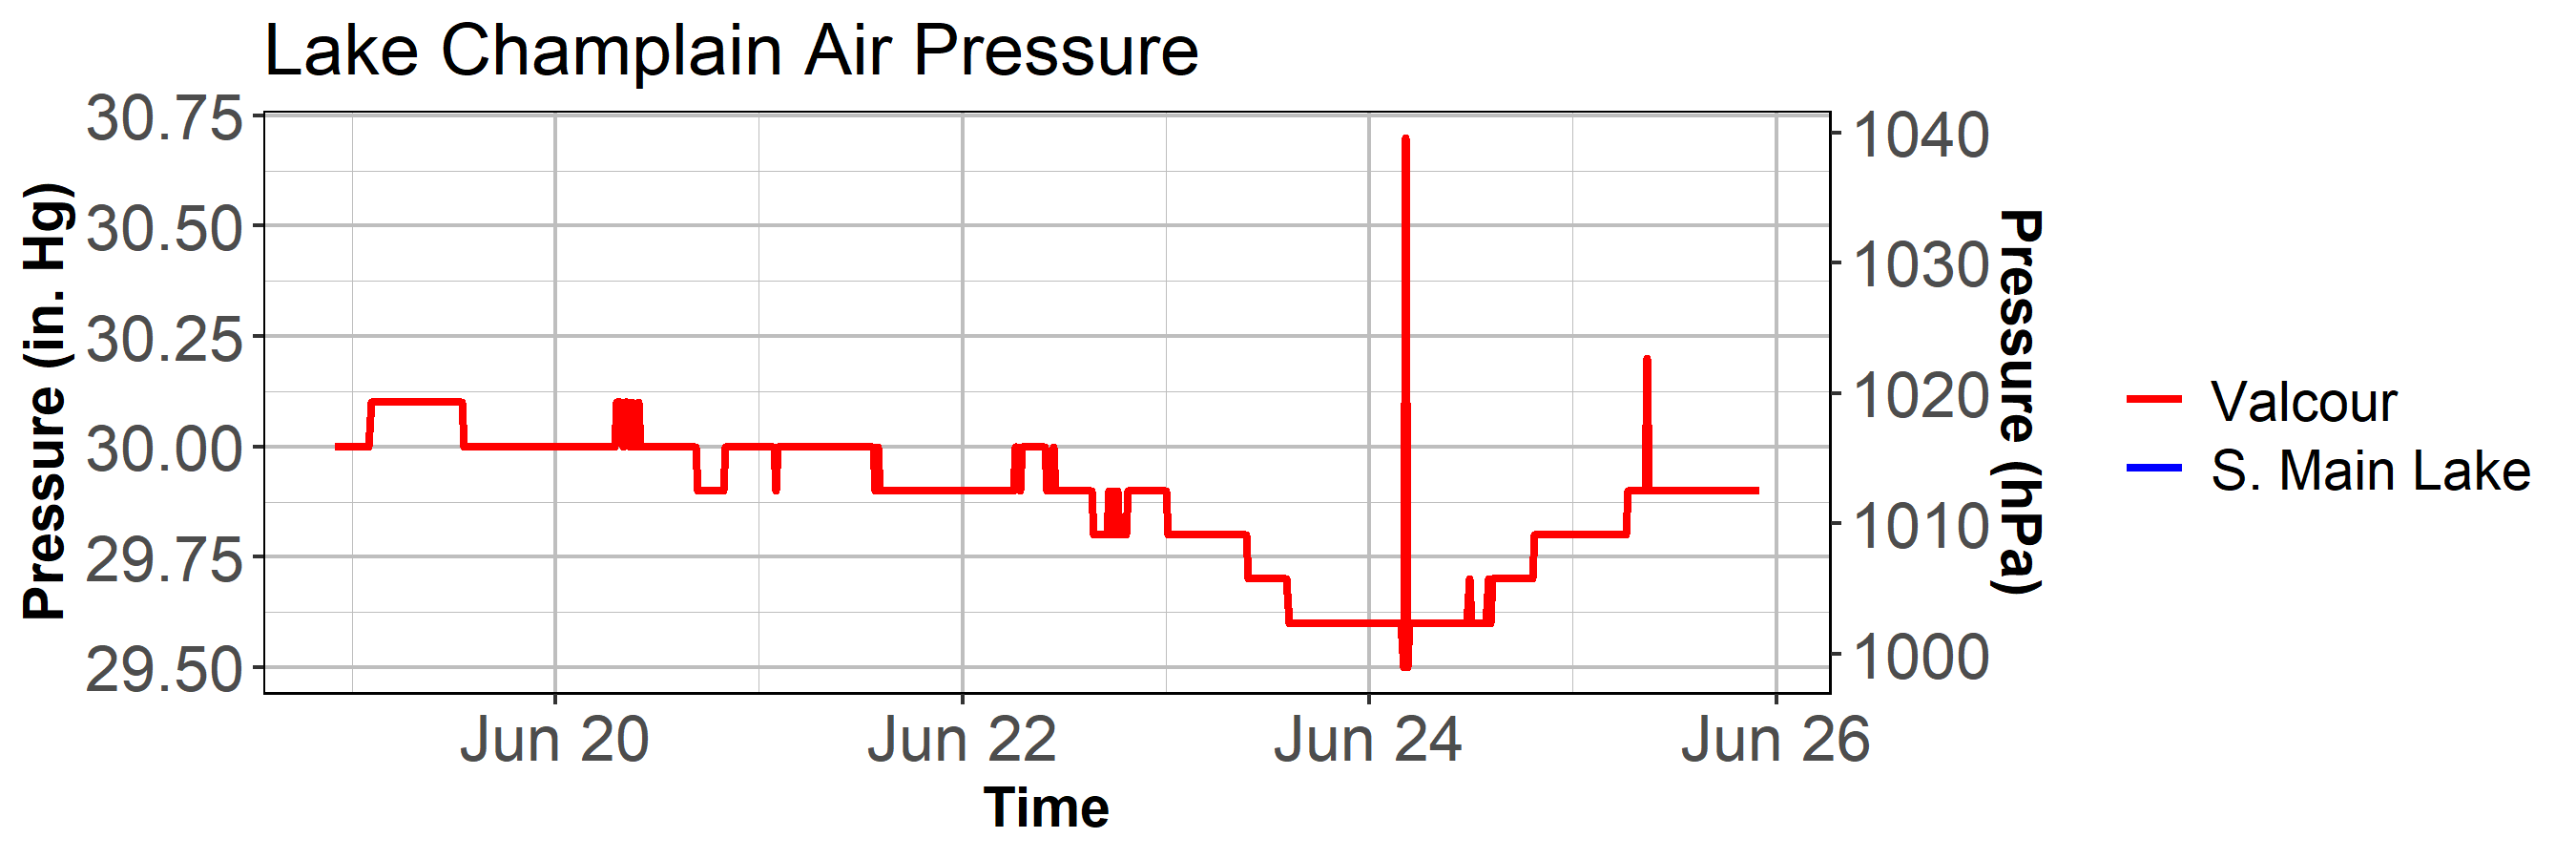 Lake Champlain Air Pressure
Pressure (in. Hg)
30.75
30.50
30.25
30.00
29.75
29.50
1040
1030
1020
1010
1000
Pressure (hPa)
Jun 20
Jun 22
Jun 24
Jun 26
Time
Valcour
S. Main Lake